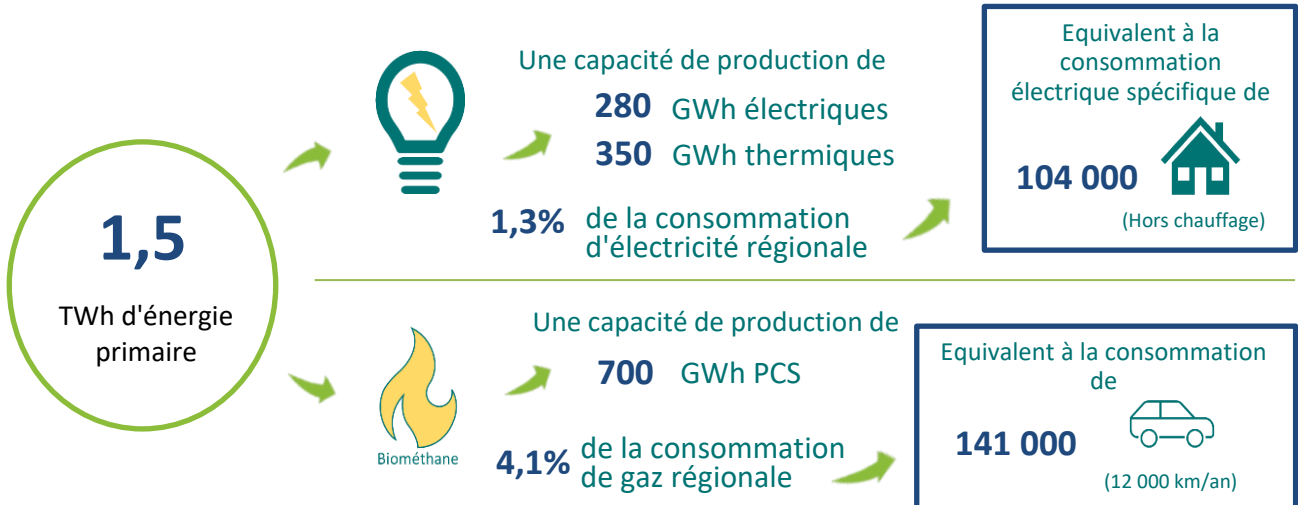 1,5
TWh d'énergie
primaire
Une capacité de production de
280 GWh électriques
350 GWh thermiques
1,3% de la consommation
d'électricité régionale
Equivalent à la
consommation
électrique spécifique de
104 000
(Hors chauffage)
Biométhane
Une capacité de production de
700 GWh PCS
4,1% de la consommation
de gaz régionale
Equivalent à la consommation
de
141 000
(12 000 km/an)